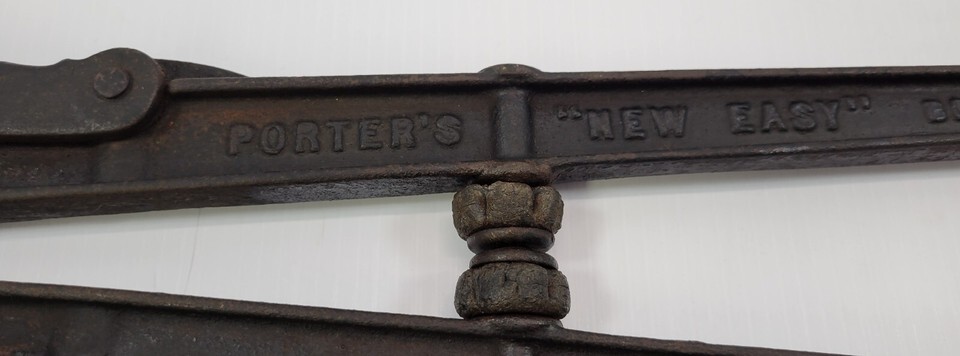 PORTER'S "NEW EASY"